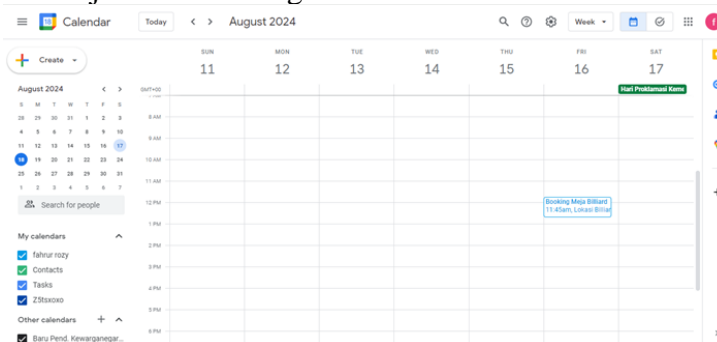 Calendar
Today
August 2024
Week
Create
August 2024
S M T W T F S
28 29 30 31 1 2 3
4 5 6 7 8 9 10
11 12 13 14 15 16 17
18 19 20 21 22 23 24
25 26 27 28 29 30 31
1 2 3 4 5 6 7
Search for people
My calendars
fahrur rozy
Contacts
Tasks
Z5tsxoxo
Other calendars
Baru Pend. Kewarganegar...
SUN MON TUE WED THU FRI SAT
11 12 13 14 15 16 17
GMT+00
Hari Proklamasi Keme
8 AM
9 AM
10 AM
11 AM
12 PM
Booking Meja Billiard
11:45am, Lokasi Billiar
1 PM
2 PM
3 PM
4 PM
5 PM
6 PM